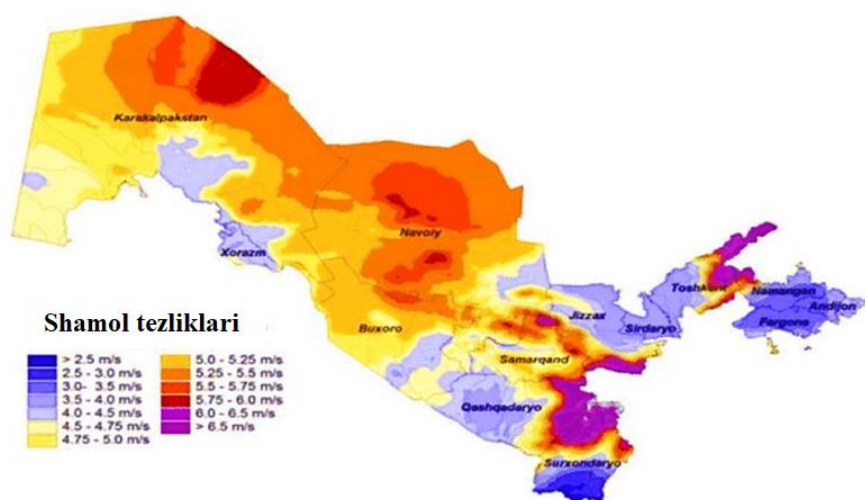 Karakalpakstan
Navoiy
Xorazm
Toshkent
Namangan
Andijon
Fargona
Jizzax
Sirdaryo
Buxoro
Samarqand
Qashqadaryo
Surxondaryo
Shamol tezliklari
> 2.5 m/s
2.5 - 3.0 m/s
3.0- 3.5 m/s
3.5 - 4.0 m/s
4.0 - 4.5 m/s
4.5 - 4.75 m/s
4.75 - 5.0 m/s
5.0 - 5.25 m/s
5.25 - 5.5 m/s
5.5 - 5.75 m/s
5.75 - 6.0 m/s
6.0 - 6.5 m/s
> 6.5 m/s